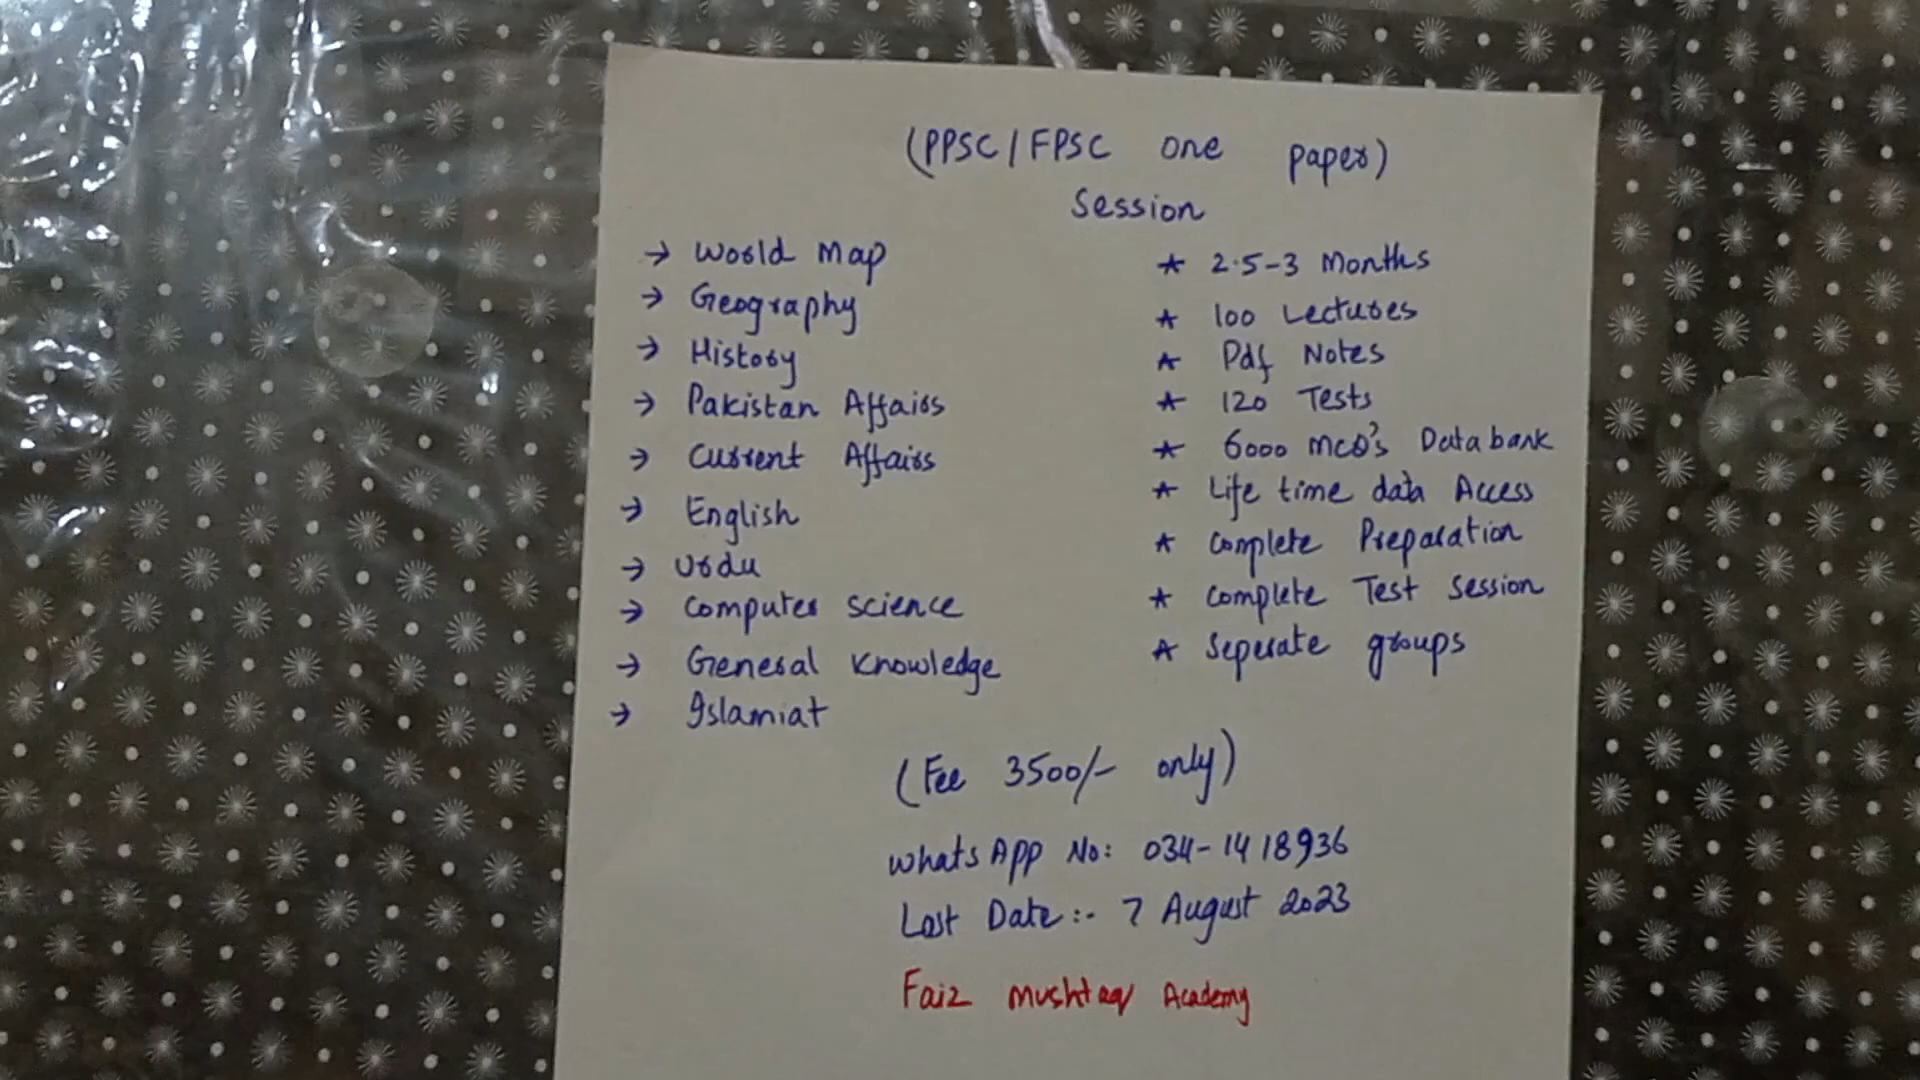 (PPSC/FPSC one paper)
Session
→ World Map
→ Geography
→ History
→ Pakistan Affairs
→ Current Affairs
→ English
→ Urdu
→ Computer Science
→ General Knowledge
→ Islamiat
★ 2.5-3 Months
★ 100 Lectures
★ Pdf Notes
★ 120 Tests
★ 6000 MCQ's Data bank
★ Life time data Access
★ Complete Preparation
★ Complete Test Session
★ Seperate groups
(Fee 3500/- only)
WhatsApp No: 034-1418936
Last Date:- 7 August 2023
Faiz Mushtaq Academy